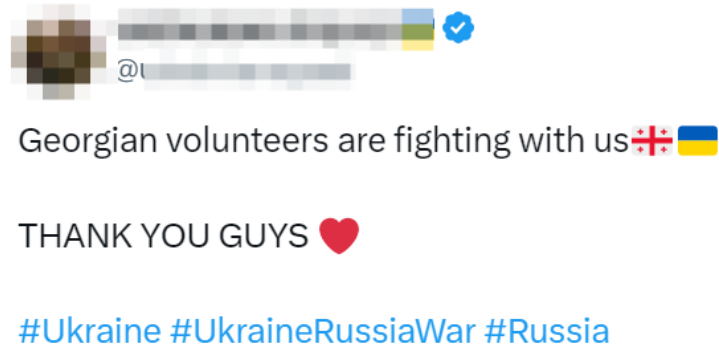 @
Georgian volunteers are fighting with us🇬🇪🇺🇦
THANK YOU GUYS ❤️
#Ukraine #UkraineRussiaWar #Russia